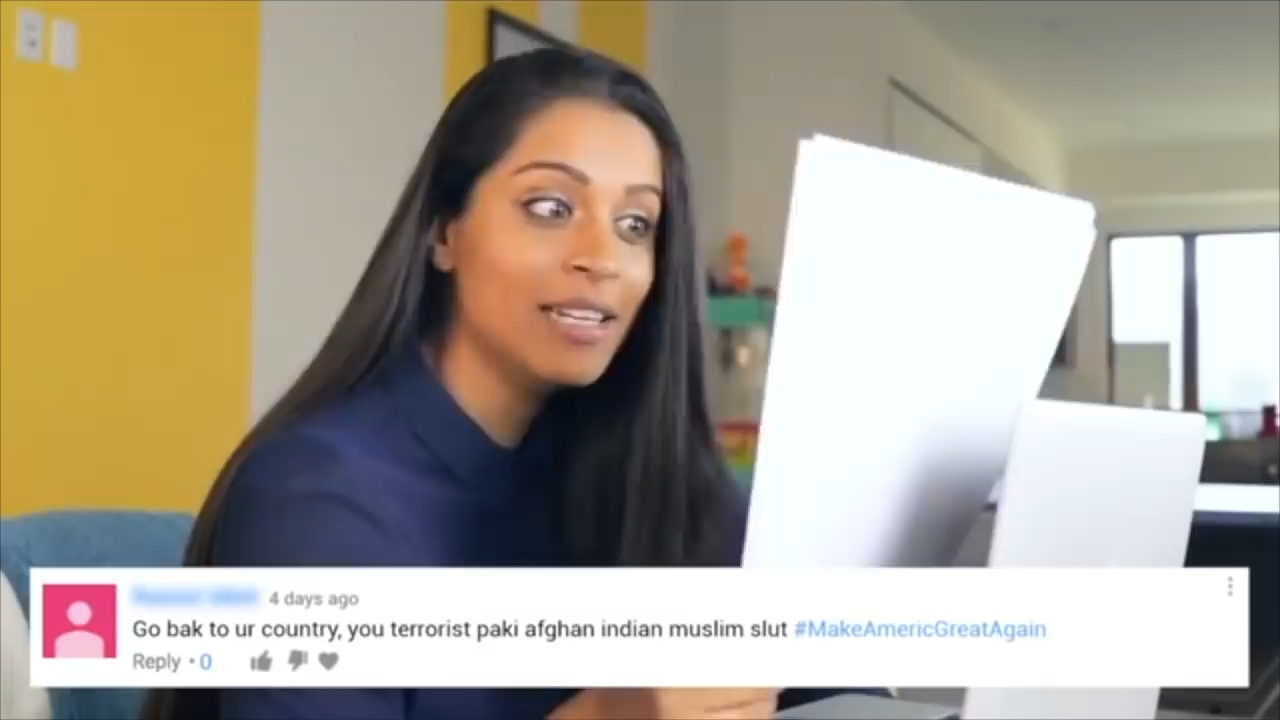 4 days ago
Go bak to ur country, you terrorist paki afghan indian muslim slut #MakeAmericGreatAgain
Reply • 0